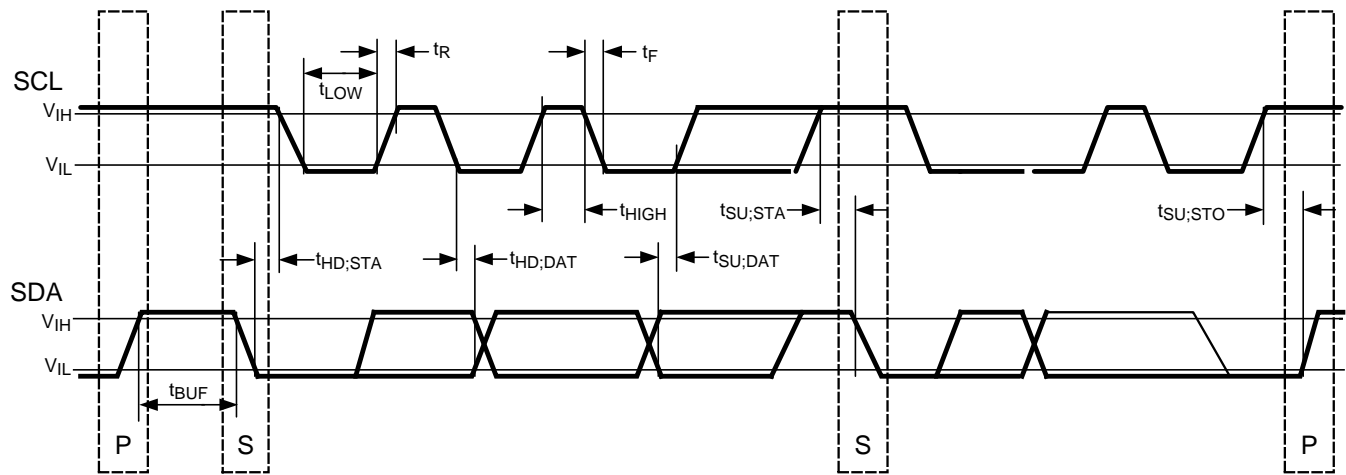 tR
tF
SCL
tLOW
VIH
VIL
tHIGH
tSU;STA
tSU;STO
tHD;STA
tHD;DAT
tSU;DAT
SDA
VIH
VIL
tBUF
P
S
S
P